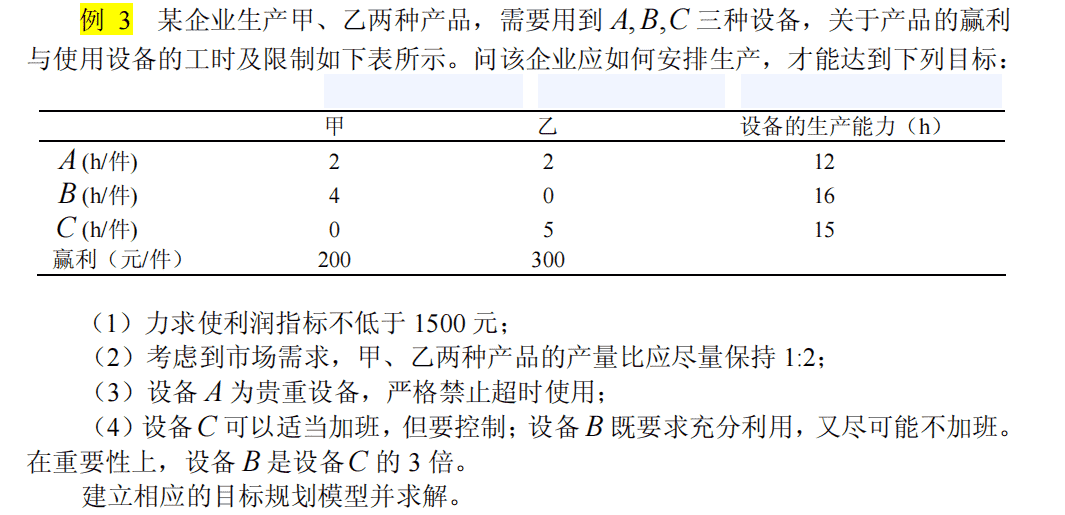 例 3 某企业生产甲、乙两种产品，需要用到 A,B,C 三种设备，关于产品的赢利
与使用设备的工时及限制如下表所示。问该企业应如何安排生产，才能达到下列目标：
甲 乙 设备的生产能力（h）
A (h/件) 2 2 12
B (h/件) 4 0 16
C (h/件) 0 5 15
赢利（元/件） 200 300
（1）力求使利润指标不低于 1500 元；
（2）考虑到市场需求，甲、乙两种产品的产量比应尽量保持 1:2；
（3）设备 A 为贵重设备，严格禁止超时使用；
（4）设备 C 可以适当加班，但要控制；设备 B 既要求充分利用，又尽可能不加班。
在重要性上，设备 B 是设备 C 的 3 倍。
建立相应的目标规划模型并求解。